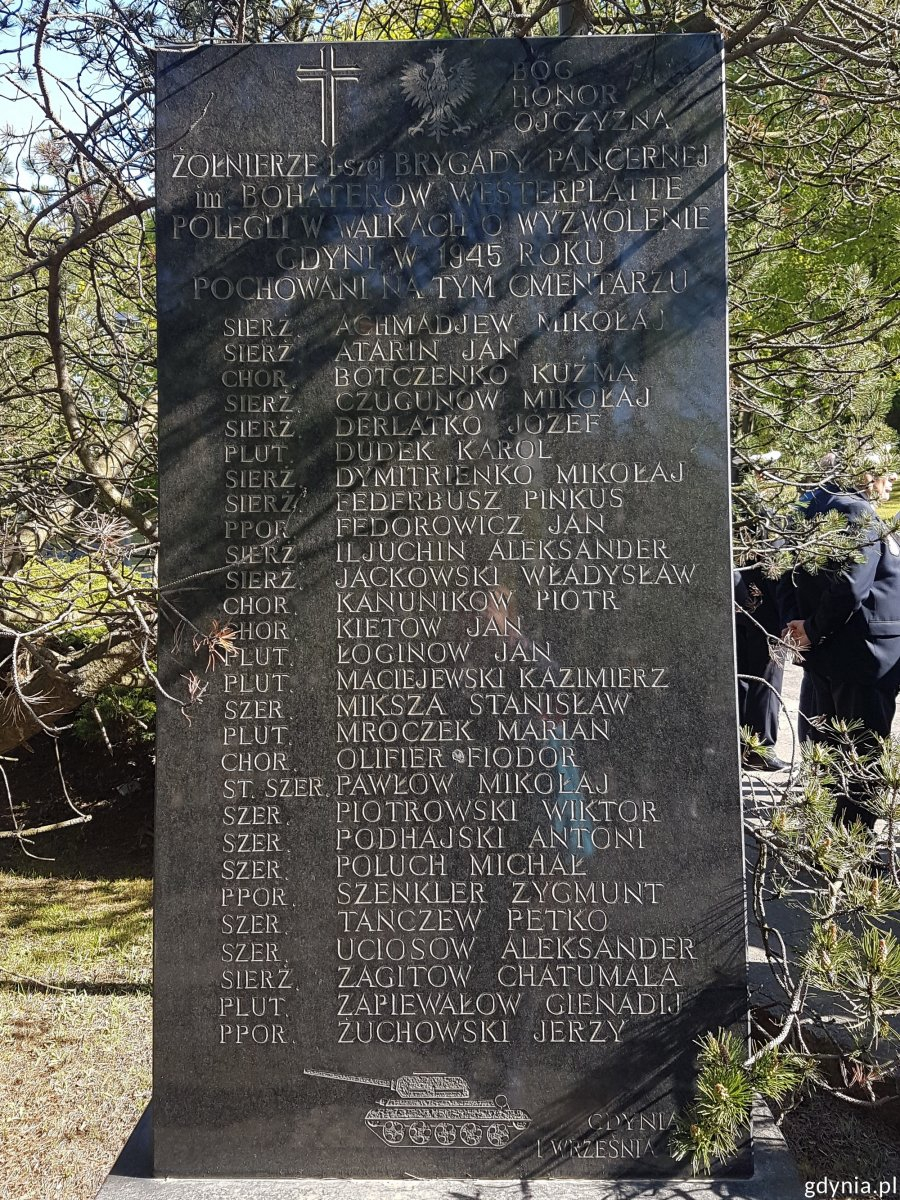 BÓG
HONOR
OJCZYZNA
ŻOŁNIERZE 1-szej BRYGADY PANCERNEJ
im BOHATERÓW WESTERPLATTE
POLEGLI W WALKACH O WYZWOLENIE
GDYNI W 1945 ROKU
POCHOWANI NA TYM CMENTARZU
SIERŻ. ACHMADJEW MIKOŁAJ
SIERŻ. ATARIN JAN
CHOR. BOTCZENKO KUŹMA
SIERŻ. CZUGUNOW MIKOŁAJ
SIERŻ. DERLATKO JÓZEF
PLUT. DUDEK KAROL
SIERŻ. DYMITRIENKO MIKOŁAJ
SIERŻ. FEDERBUSZ PINKUS
PPOR. FEDOROWICZ JAN
SIERŻ. ILJUCHIN ALEKSANDER
SIERŻ. JACKOWSKI WŁADYSŁAW
CHOR. KANUNIKOW PIOTR
CHOR. KIETOW JAN
PLUT. ŁOGINOW JAN
PLUT. MACIEJEWSKI KAZIMIERZ
SZER. MIKSZA STANISŁAW
PLUT. MROCZEK MARIAN
CHOR. OLIFIER FIODOR
ST. SZER. PAWŁOW MIKOŁAJ
SZER. PIOTROWSKI WIKTOR
SZER. PODHAJSKI ANTONI
SZER. POLUCH MICHAŁ
PPOR. SZENKLER ZYGMUNT
SZER. TANCZEW PETKO
SZER. UCIOSOW ALEKSANDER
SIERŻ. ZAGITOW CHATUMALA
PLUT. ZAPIEWAŁOW GIENADIJ
PPOR. ŻUCHOWSKI JERZY
GDYNIA
1 WRZEŚNIA
gdynia.pl